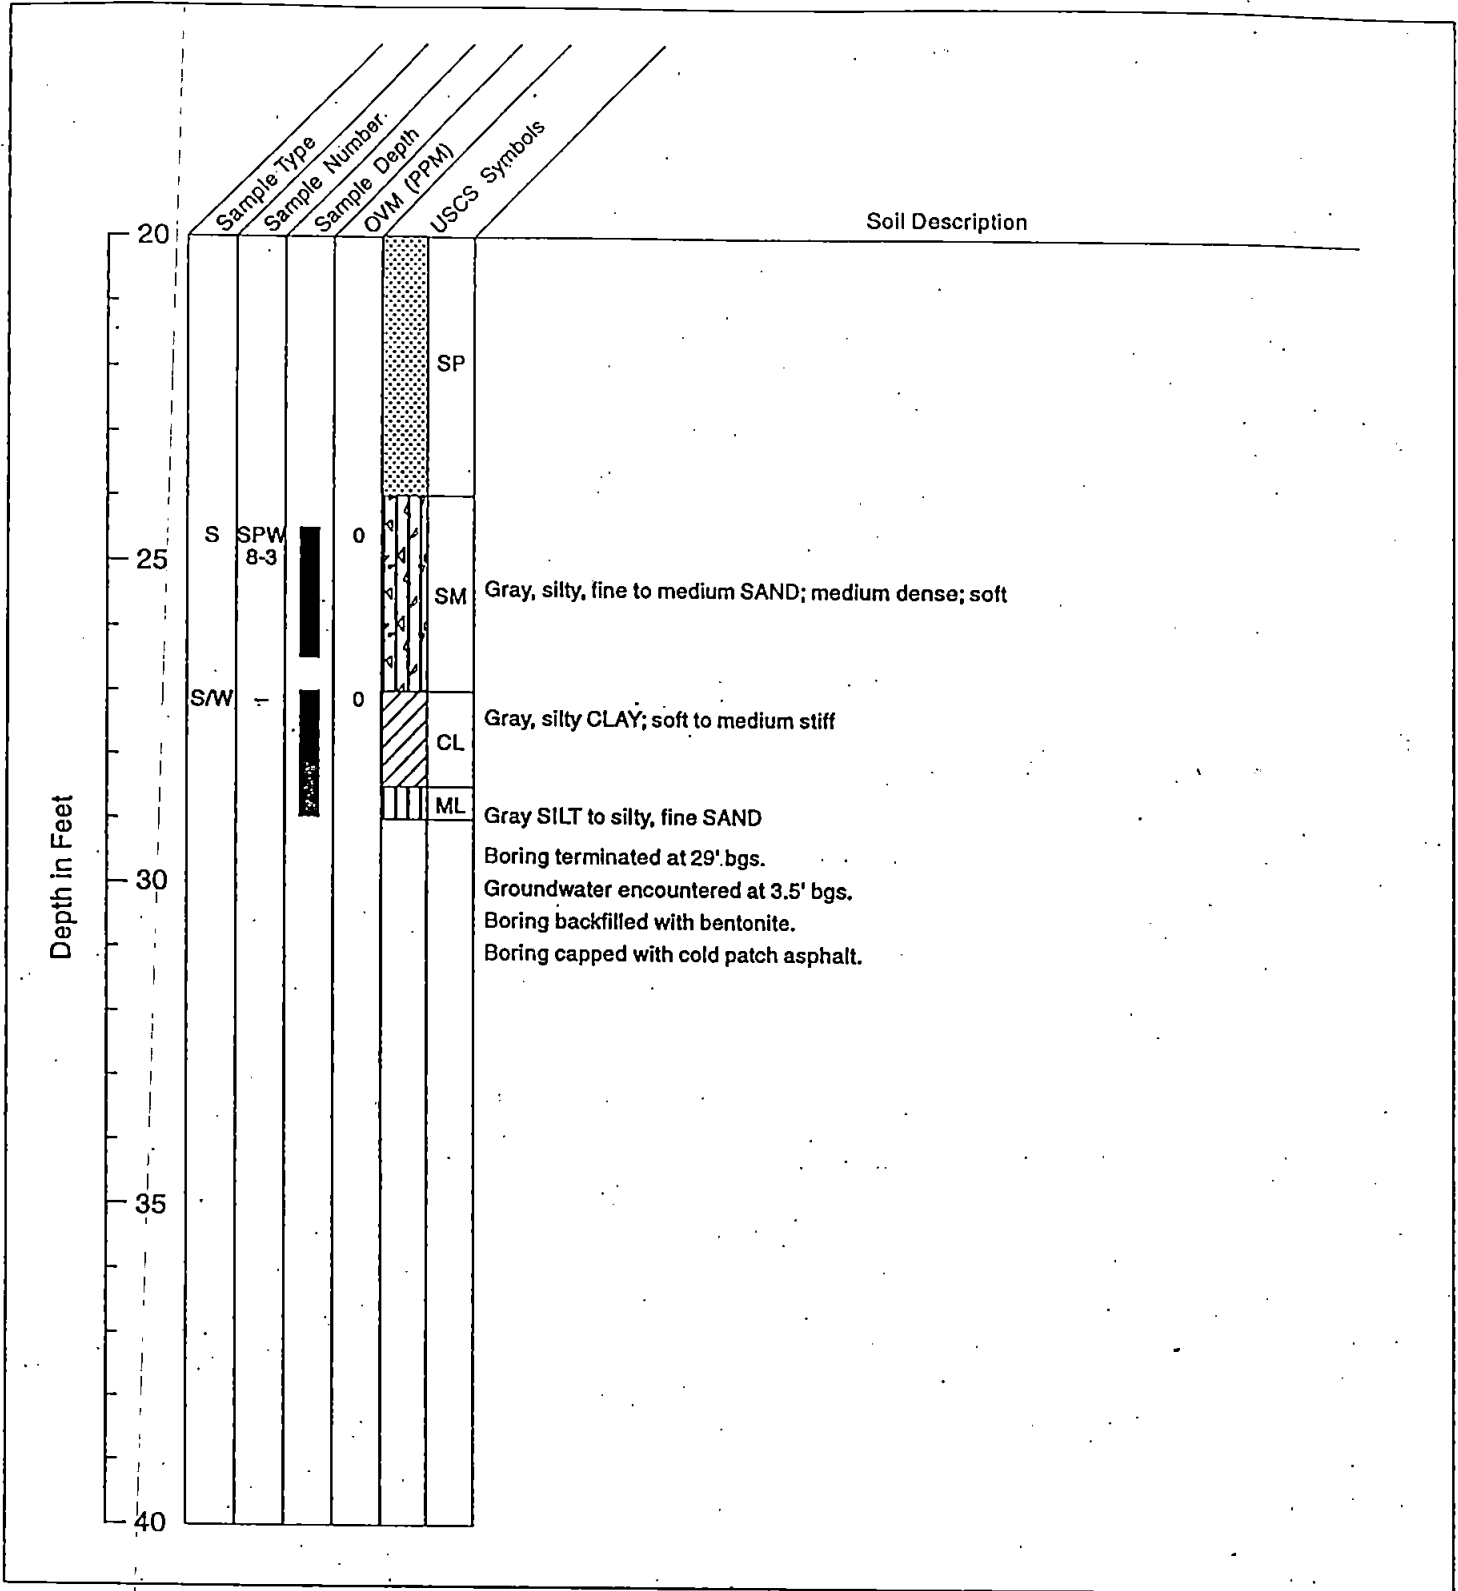 Sample Type
Sample Number
Sample Depth
OVM (PPM)
USCS Symbols
Soil Description
20
SP
S SPW 0
8-3
25
SM Gray, silty, fine to medium SAND; medium dense; soft
S/W 0
Gray, silty CLAY; soft to medium stiff
CL
ML
Gray SILT to silty, fine SAND
Boring terminated at 29' bgs.
30
Groundwater encountered at 3.5' bgs.
Boring backfilled with bentonite.
Boring capped with cold patch asphalt.
Depth in Feet
35
40